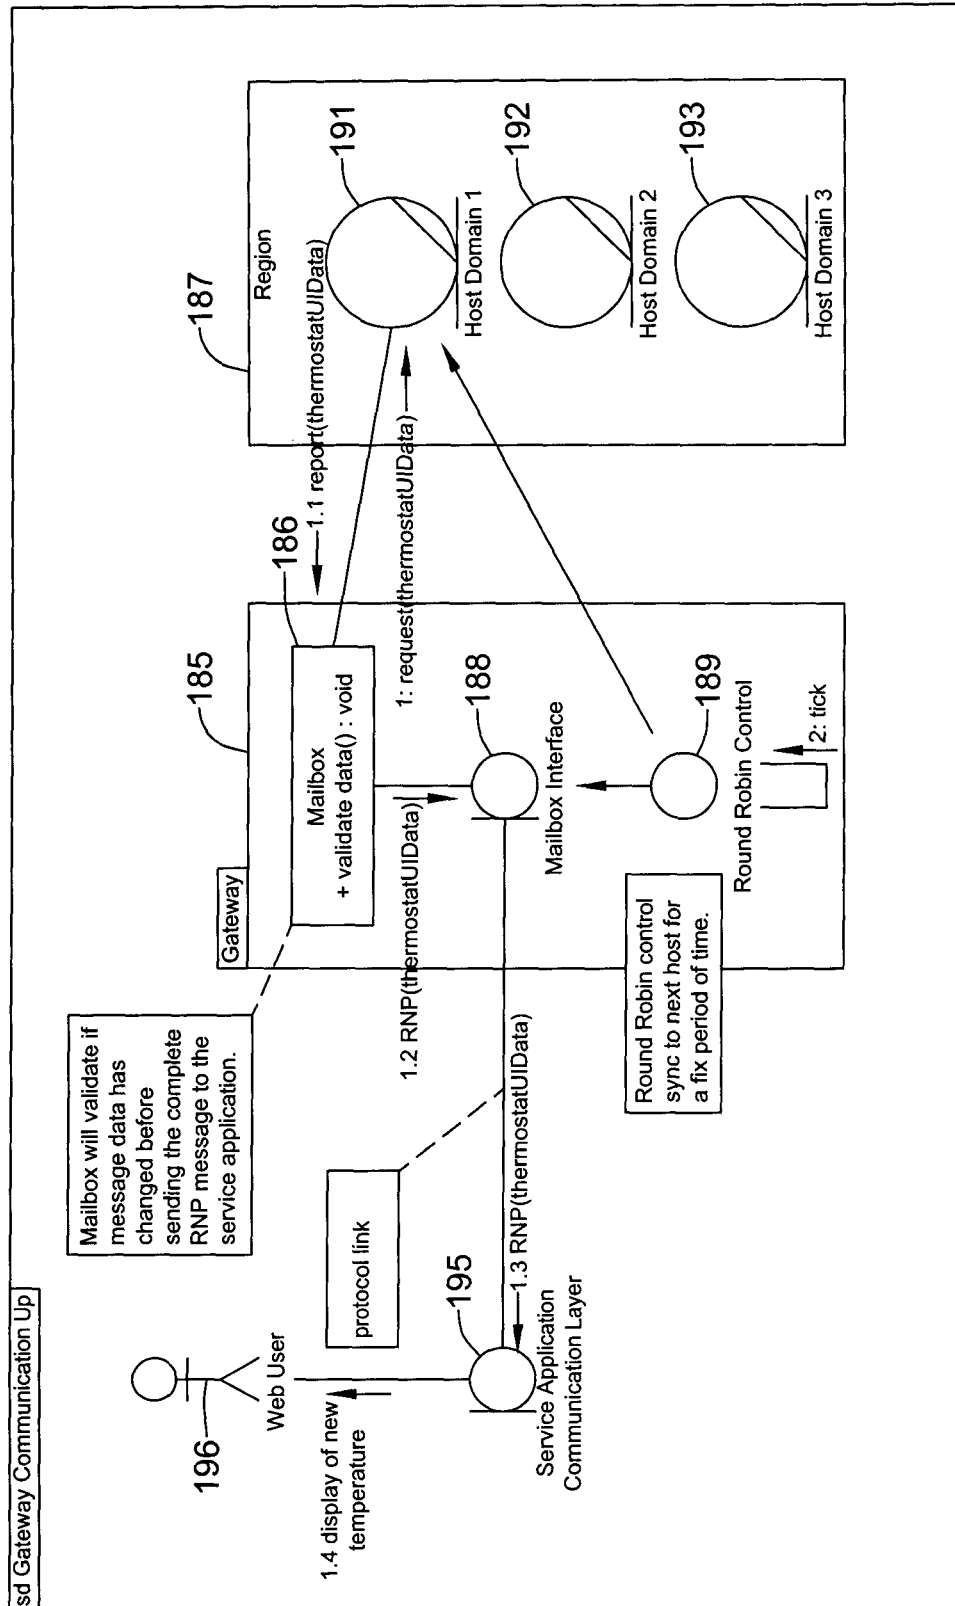 sd Gateway Communication Up
196
Web User
1.4 display of new
temperature
195
Service Application
Communication Layer
Mailbox will validate if
message data has
changed before
sending the complete
RNP message to the
service application.
protocol link
1.3 RNP(thermostatUIData)
185
Gateway
186
Mailbox
+ validate data() : void
1.2 RNP(thermostatUIData)
188
Mailbox Interface
Round Robin control
sync to next host for
a fix period of time.
189
Round Robin Control
2: tick
1.1 report(thermostatUIData)
1: request(thermostatUIData)
187
Region
191
Host Domain 1
192
Host Domain 2
193
Host Domain 3